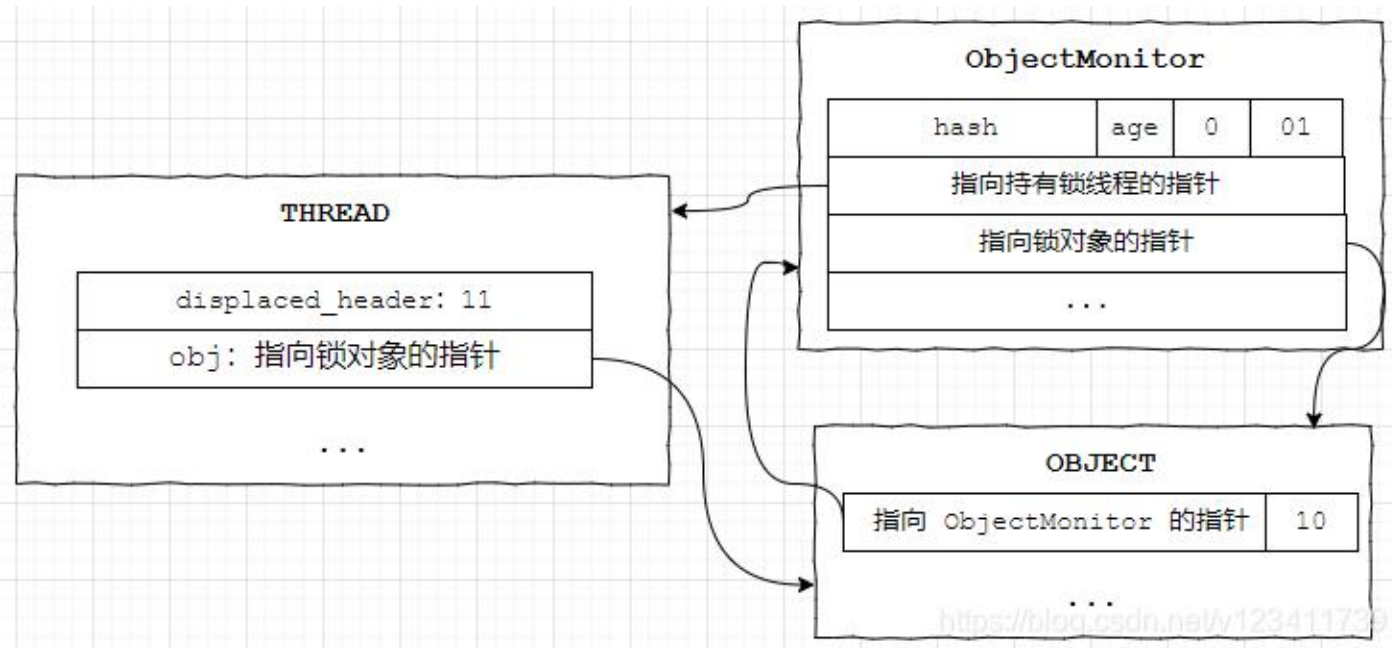 ObjectMonitor
hash age 0 01
指向持有锁线程的指针
指向锁对象的指针
...
THREAD
displaced_header: 11
obj: 指向锁对象的指针
...
OBJECT
指向 ObjectMonitor 的指针 10
...
https://blog.csdn.net/v123411739